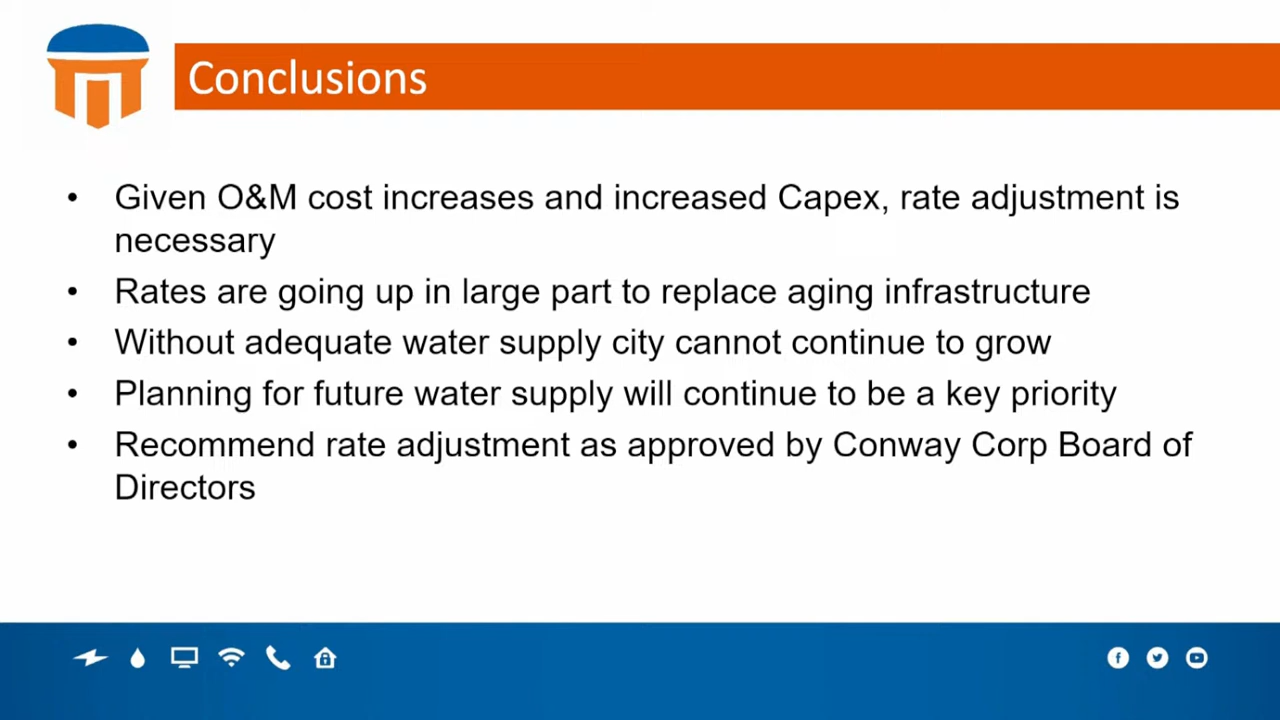 Conclusions
• Given O&M cost increases and increased Capex, rate adjustment is
necessary
• Rates are going up in large part to replace aging infrastructure
• Without adequate water supply city cannot continue to grow
• Planning for future water supply will continue to be a key priority
• Recommend rate adjustment as approved by Conway Corp Board of
Directors